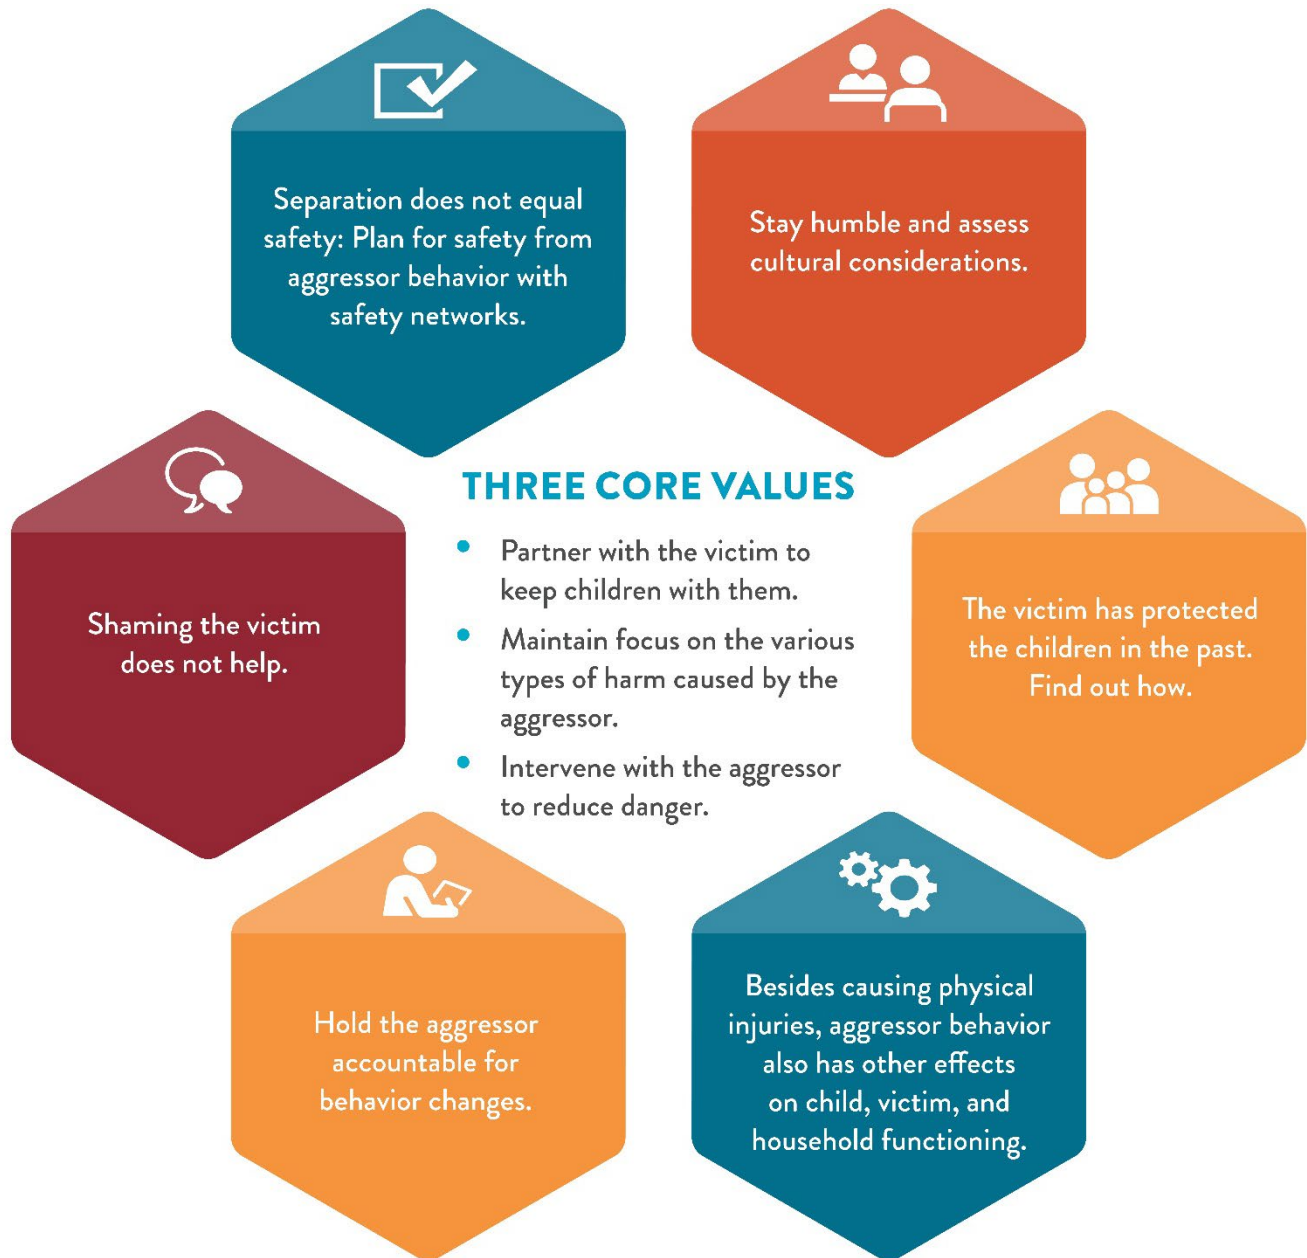 Separation does not equal
safety: Plan for safety from
aggressor behavior with
safety networks.
Stay humble and assess
cultural considerations.
Shaming the victim
does not help.
THREE CORE VALUES
• Partner with the victim to
keep children with them.
• Maintain focus on the various
types of harm caused by the
aggressor.
• Intervene with the aggressor
to reduce danger.
The victim has protected
the children in the past.
Find out how.
Hold the aggressor
accountable for
behavior changes.
Besides causing physical
injuries, aggressor behavior
also has other effects
on child, victim, and
household functioning.